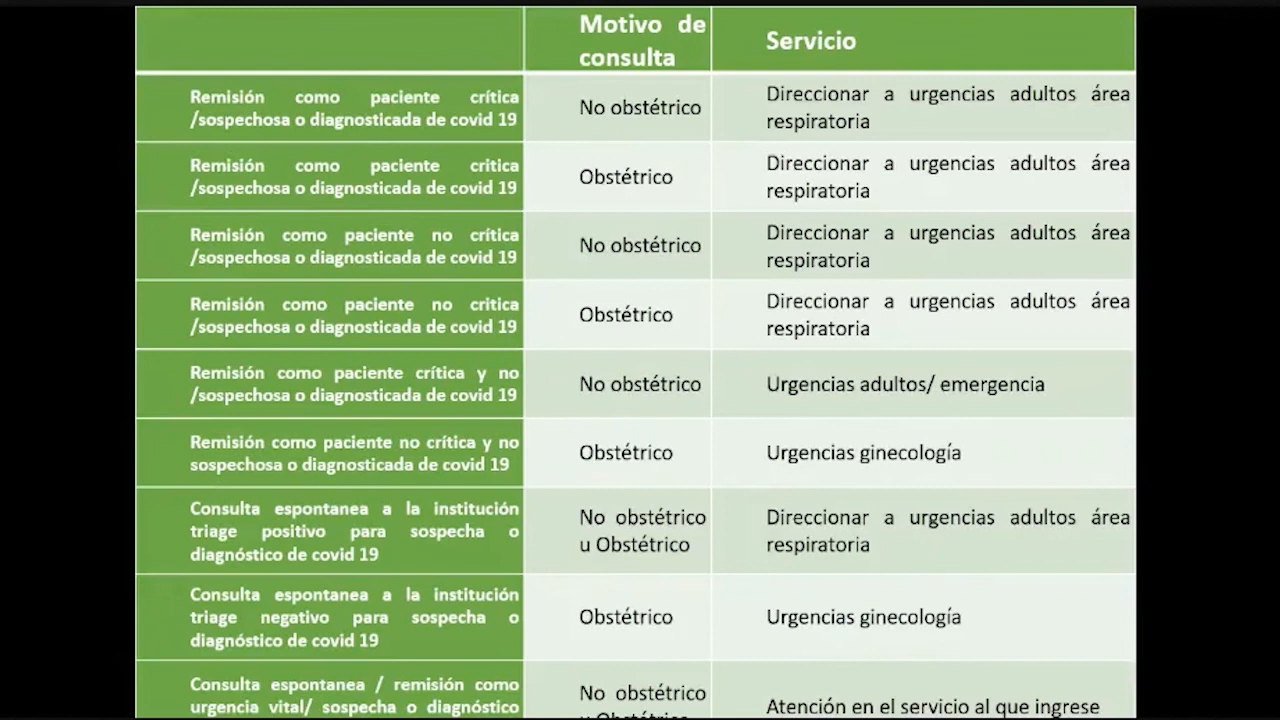 Motivo de
consulta
Servicio
Remisión como paciente crítica
/sospechosa o diagnosticada de covid 19
No obstétrico
Direccionar a urgencias adultos área
respiratoria
Remisión como paciente critica
/sospechosa o diagnosticada de covid 19
Obstétrico
Direccionar a urgencias adultos área
respiratoria
Remisión como paciente no crítica
/sospechosa o diagnosticada de covid 19
No obstétrico
Direccionar a urgencias adultos área
respiratoria
Remisión como paciente no critica
/sospechosa o diagnosticada de covid 19
Obstétrico
Direccionar a urgencias adultos área
respiratoria
Remisión como paciente crítica y no
/sospechosa o diagnosticada de covid 19
No obstétrico
Urgencias adultos/ emergencia
Remisión como paciente no crítica y no
sospechosa o diagnosticada de covid 19
Obstétrico
Urgencias ginecología
Consulta espontanea a la institución
triage positivo para sospecha o
diagnóstico de covid 19
No obstétrico
u Obstétrico
Direccionar a urgencias adultos área
respiratoria
Consulta espontanea a la institución
triage negativo para sospecha o
diagnóstico de covid 19
Obstétrico
Urgencias ginecología
Consulta espontanea / remisión como
urgencia vital/ sospecha o diagnóstico
No obstétrico
u Obstétrico
Atención en el servicio al que ingrese